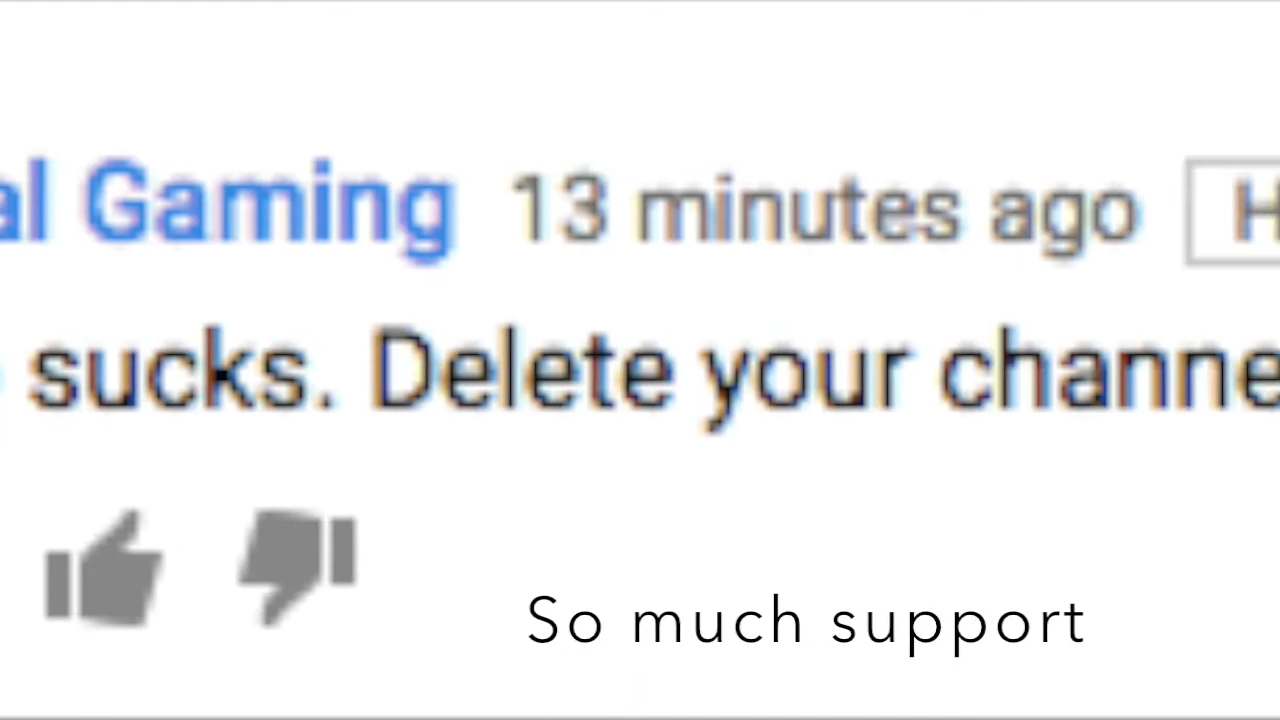 al Gaming 13 minutes ago H
sucks. Delete your channe
So much support